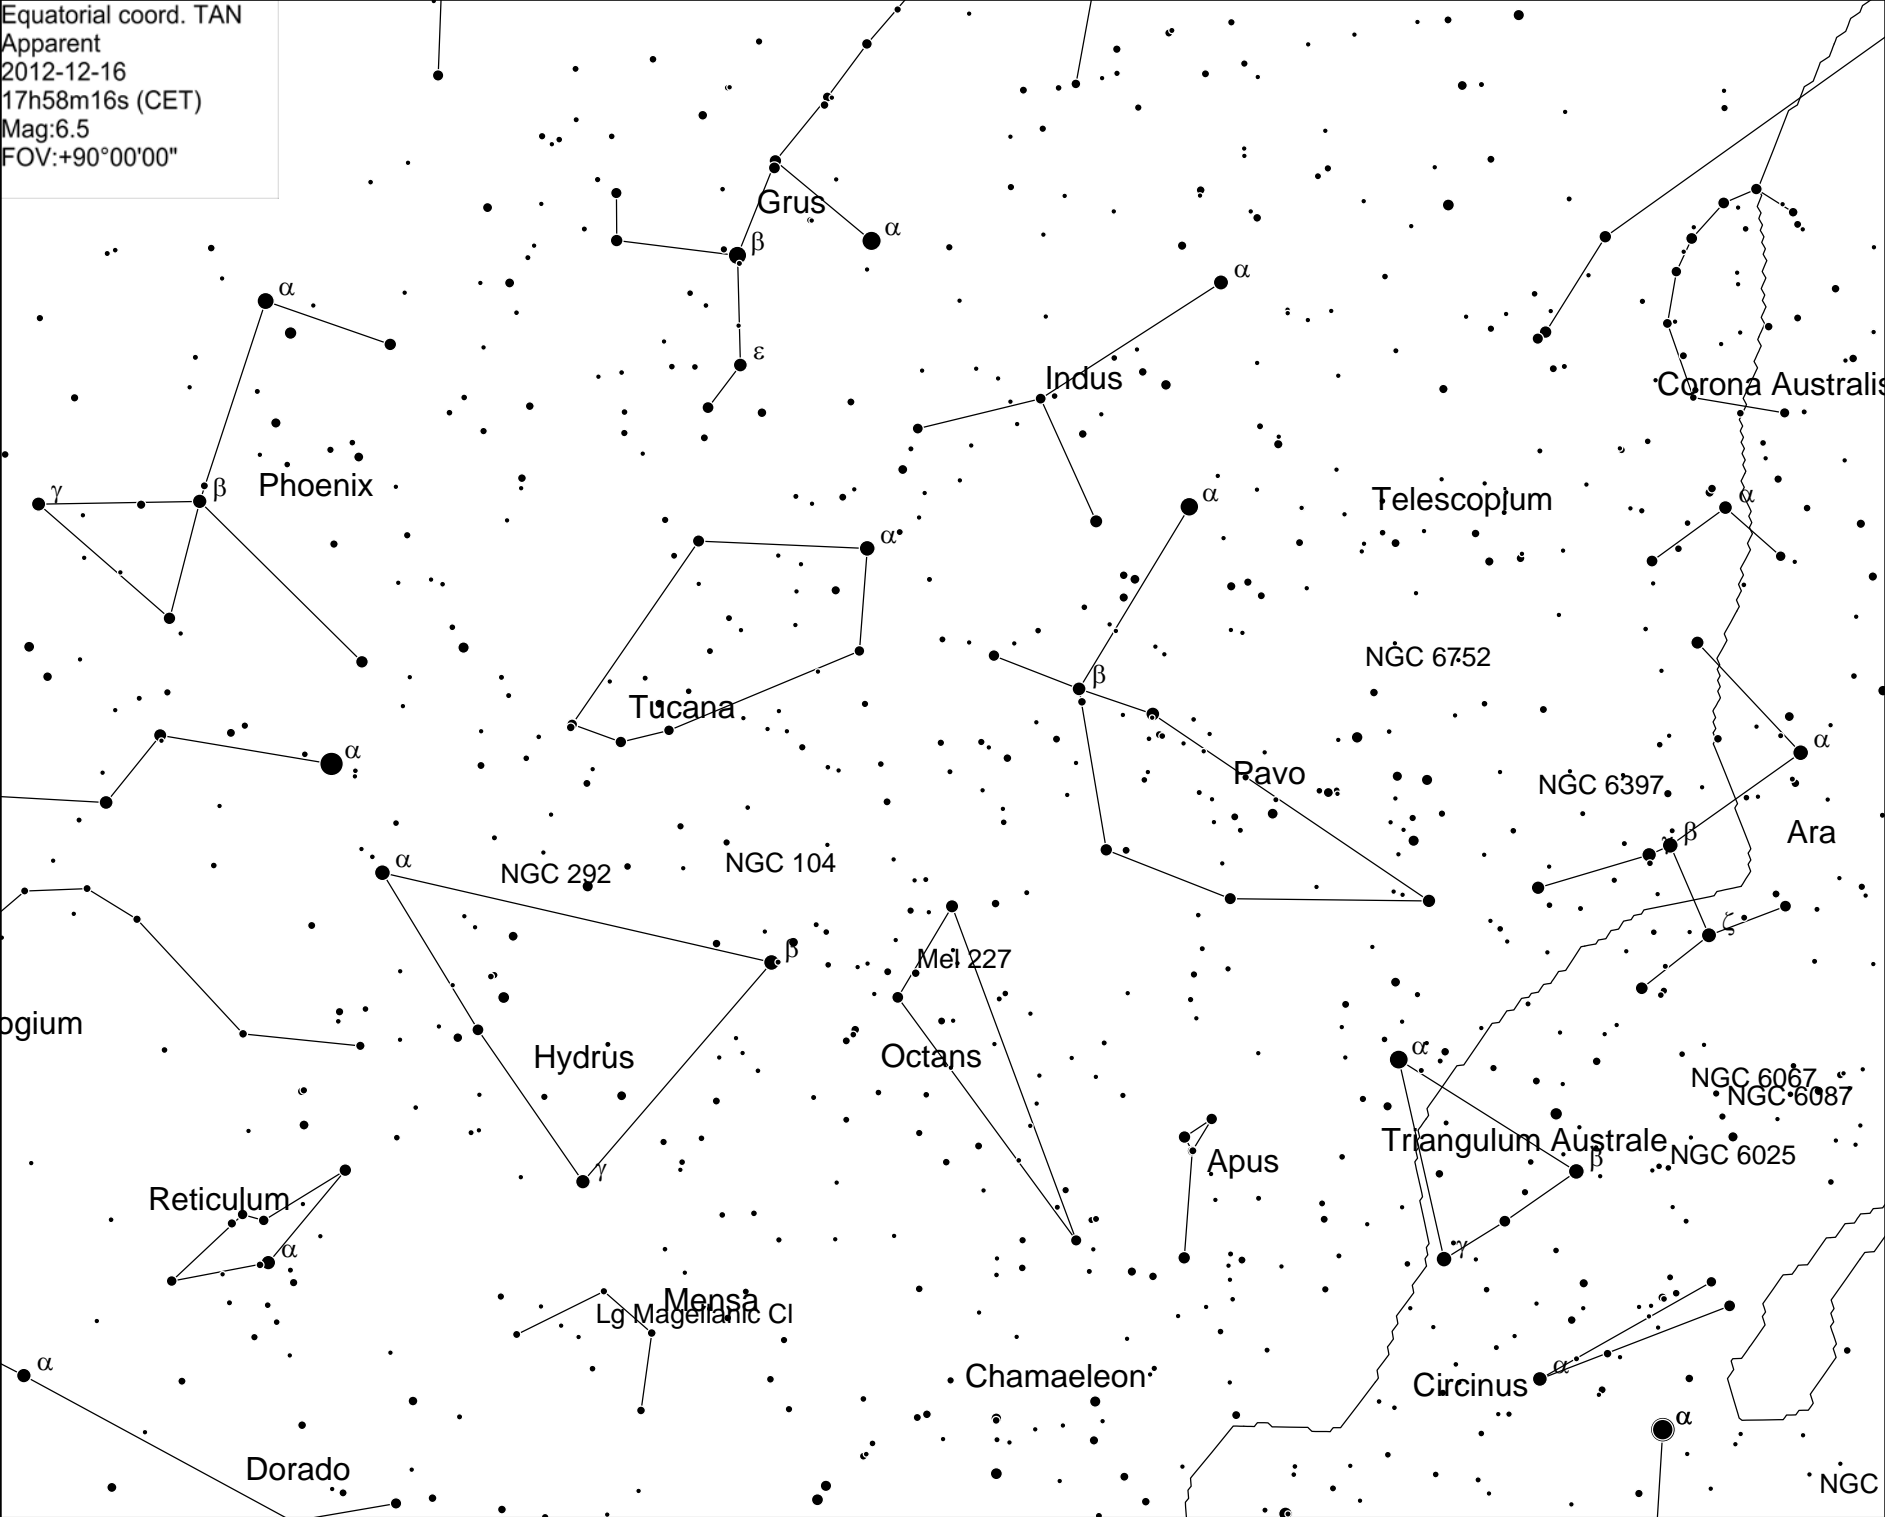 Equatorial coord. TAN
Apparent
2012-12-16
17h58m16s (CET)
Mag:6.5
FOV:+90°00'00"
Grus
α
β
α
α
ε
Indus
Corona Australis
γ
β
Phoenix
α
Telescopium
α
α
NGC 6752
β
Tucana
α
α
Pavo
NGC 6397
β
γ
Ara
α
NGC 292
NGC 104
ζ
β
Mel 227
ogium
Hydrus
Octans
α
NGC 6067
NGC 6087
Triangulum Australe
β
NGC 6025
Apus
γ
Reticulum
α
γ
Mensa
Lg Magellanic Cl
α
Chamaeleon
Circinus
α
α
Dorado
NGC